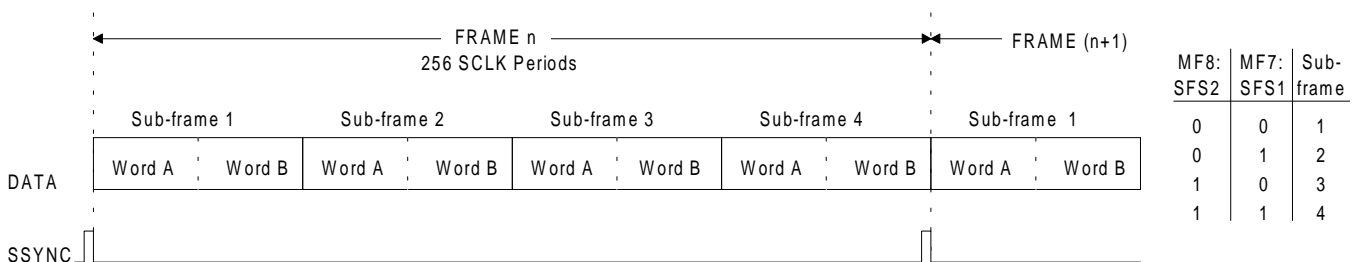 FRAME n
FRAME (n+1)
256 SCLK Periods
MF8: MF7: Sub-
SFS2 SFS1 frame
Sub-frame 1 Sub-frame 2 Sub-frame 3 Sub-frame 4 Sub-frame 1
0 0 1
DATA Word A Word B Word A Word B Word A Word B Word A Word B Word A Word B
0 1 2
1 0 3
1 1 4
SSYNC